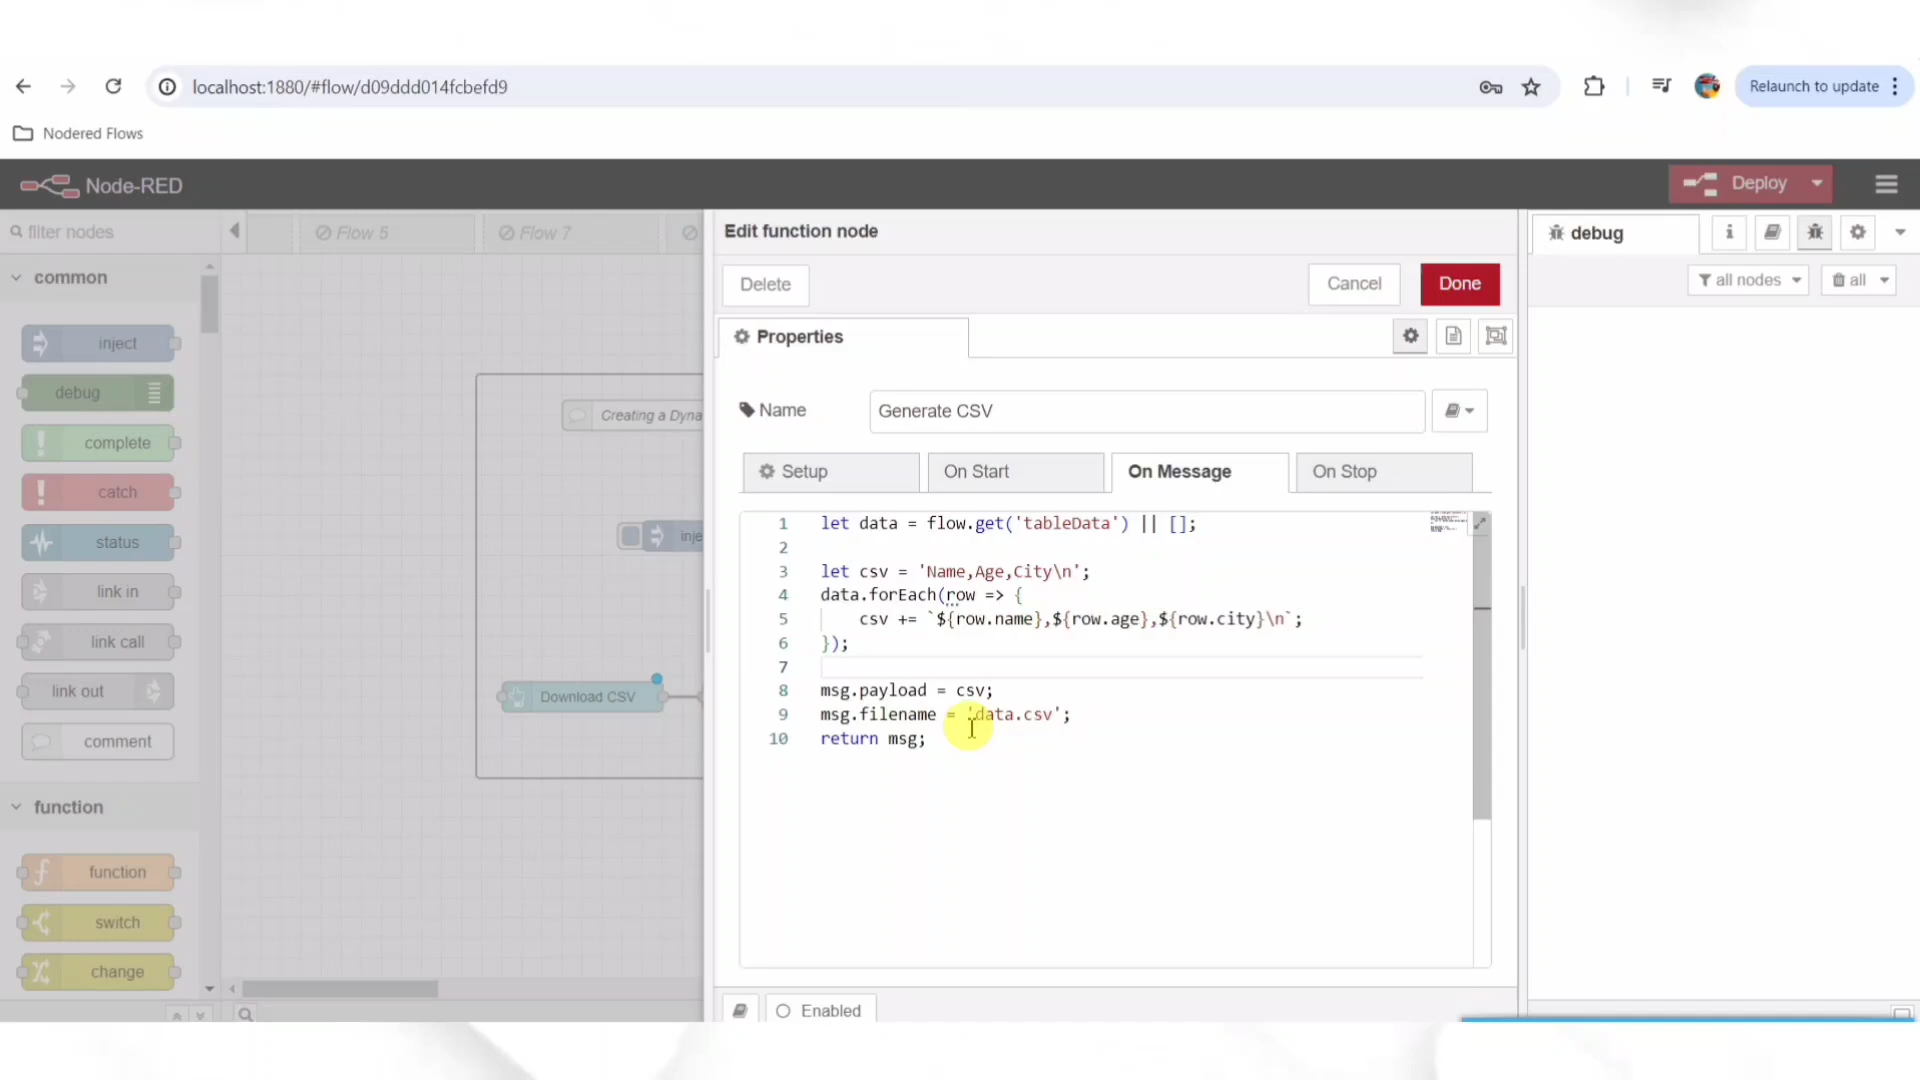 localhost:1880/#flow/d09ddd014fcbefd9
Relaunch to update
Nodered Flows
Node-RED
Deploy
filter nodes
Flow 5
Flow 7
common
inject
debug
complete
catch
status
link in
link call
link out
comment
function
function
switch
change
Creating a Dyna
inje
Download CSV
Edit function node
Delete
Cancel
Done
Properties
Name
Generate CSV
Setup
On Start
On Message
On Stop
1 let data = flow.get('tableData') || [];
2
3 let csv = 'Name,Age,City\n';
4 data.forEach(row => {
5 csv += `${row.name},${row.age},${row.city}\n`;
6 });
7
8 msg.payload = csv;
9 msg.filename = 'data.csv';
10 return msg;
Enabled
debug
i
all nodes
all